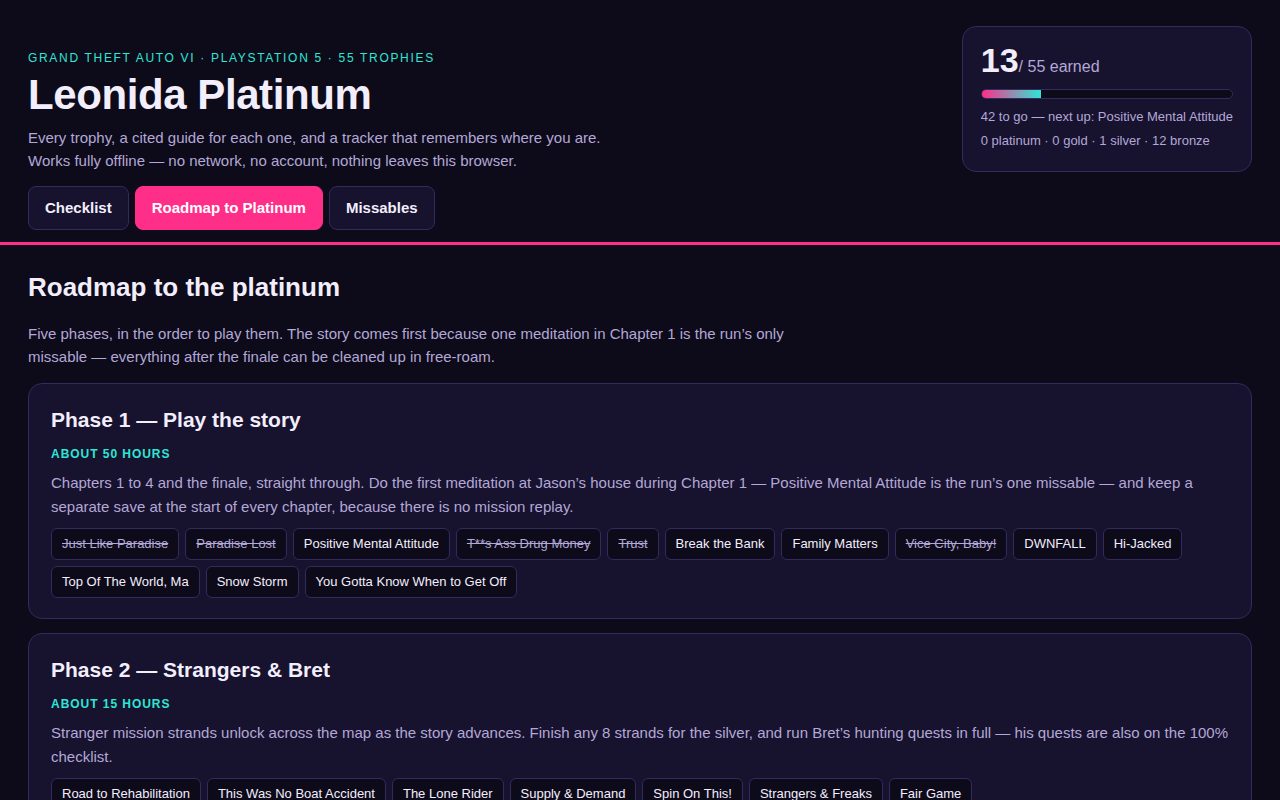 GRAND THEFT AUTO VI · PLAYSTATION 5 · 55 TROPHIES
Leonida Platinum
Every trophy, a cited guide for each one, and a tracker that remembers where you are.
Works fully offline — no network, no account, nothing leaves this browser.
13/ 55 earned
42 to go — next up: Positive Mental Attitude
0 platinum · 0 gold · 1 silver · 12 bronze
Checklist Roadmap to Platinum Missables
Roadmap to the platinum
Five phases, in the order to play them. The story comes first because one meditation in Chapter 1 is the run’s only
missable — everything after the finale can be cleaned up in free-roam.
Phase 1 — Play the story
ABOUT 50 HOURS
Chapters 1 to 4 and the finale, straight through. Do the first meditation at Jason’s house during Chapter 1 — Positive Mental Attitude is the run’s one missable — and keep a
separate save at the start of every chapter, because there is no mission replay.
Just Like Paradise Paradise Lost Positive Mental Attitude T**s Ass Drug Money Trust Break the Bank Family Matters Vice City, Baby! DWNFALL Hi-Jacked
Top Of The World, Ma Snow Storm You Gotta Know When to Get Off
Phase 2 — Strangers & Bret
ABOUT 15 HOURS
Stranger mission strands unlock across the map as the story advances. Finish any 8 strands for the silver, and run Bret’s hunting quests in full — his quests are also on the 100%
checklist.
Road to Rehabilitation This Was No Boat Accident The Lone Rider Supply & Demand Spin On This! Strangers & Freaks Fair Game